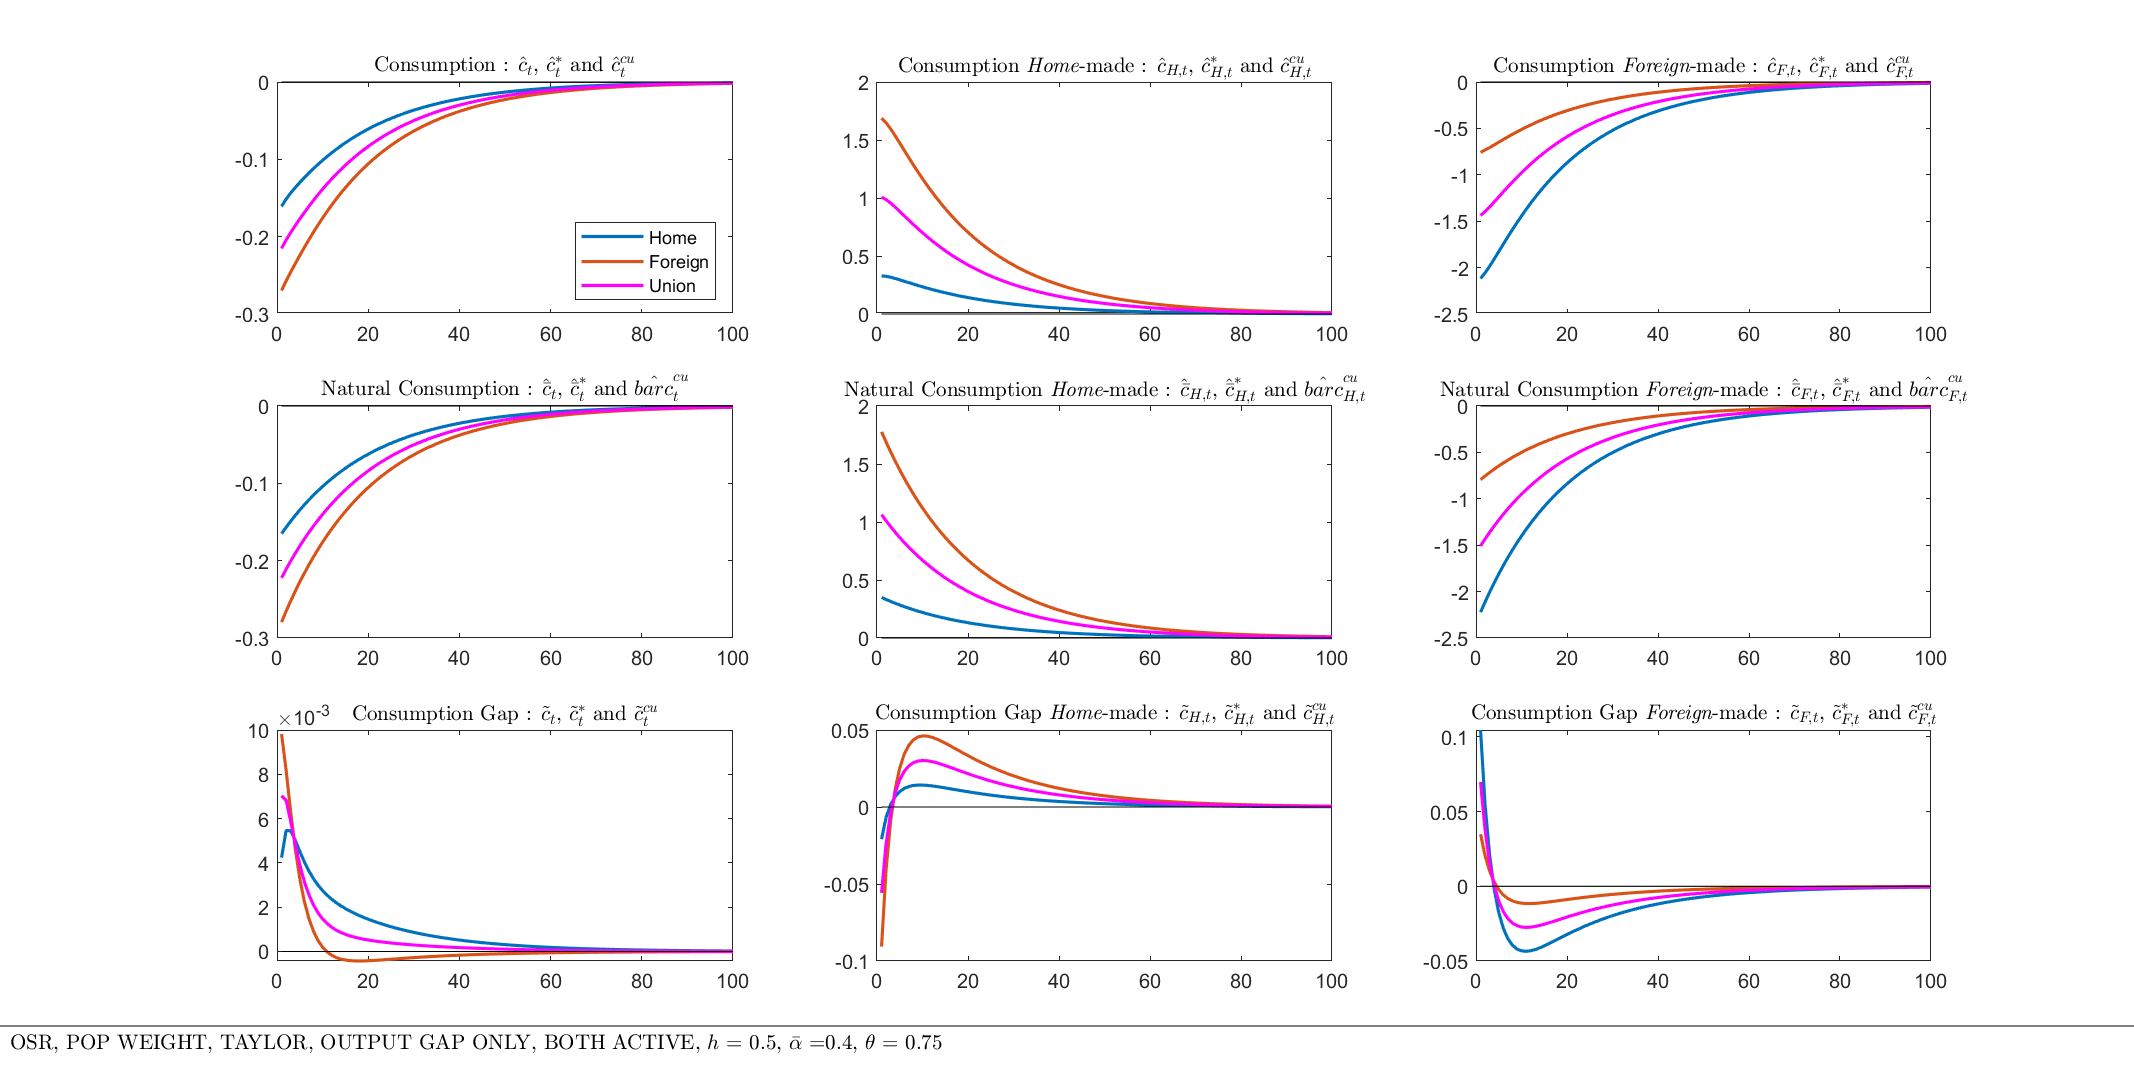 Consumption : ĉ_t, ĉ*_t and ĉ^cu_t
Consumption Home-made : ĉ_H,t, ĉ*_H,t and ĉ^cu_H,t
Consumption Foreign-made : ĉ_F,t, ĉ*_F,t and ĉ^cu_F,t
0
-0.1
-0.2
-0.3
0 20 40 60 80 100
Home
Foreign
Union
2
1.5
1
0.5
0
0 20 40 60 80 100
0
-0.5
-1
-1.5
-2
-2.5
0 20 40 60 80 100
Natural Consumption : c̄̂_t, c̄̂*_t and bar̂c^cu_t
Natural Consumption Home-made : c̄̂_H,t, c̄̂*_H,t and bar̂c^cu_H,t
Natural Consumption Foreign-made : c̄̂_F,t, c̄̂*_F,t and bar̂c^cu_F,t
0
-0.1
-0.2
-0.3
0 20 40 60 80 100
2
1.5
1
0.5
0
0 20 40 60 80 100
0
-0.5
-1
-1.5
-2
-2.5
0 20 40 60 80 100
×10^-3
Consumption Gap : c̃_t, c̃*_t and c̃^cu_t
Consumption Gap Home-made : c̃_H,t, c̃*_H,t and c̃^cu_H,t
Consumption Gap Foreign-made : c̃_F,t, c̃*_F,t and c̃^cu_F,t
10
8
6
4
2
0
0 20 40 60 80 100
0.05
0
-0.05
-0.1
0 20 40 60 80 100
0.1
0.05
0
-0.05
0 20 40 60 80 100
OSR, POP WEIGHT, TAYLOR, OUTPUT GAP ONLY, BOTH ACTIVE, h = 0.5, ᾱ =0.4, θ = 0.75